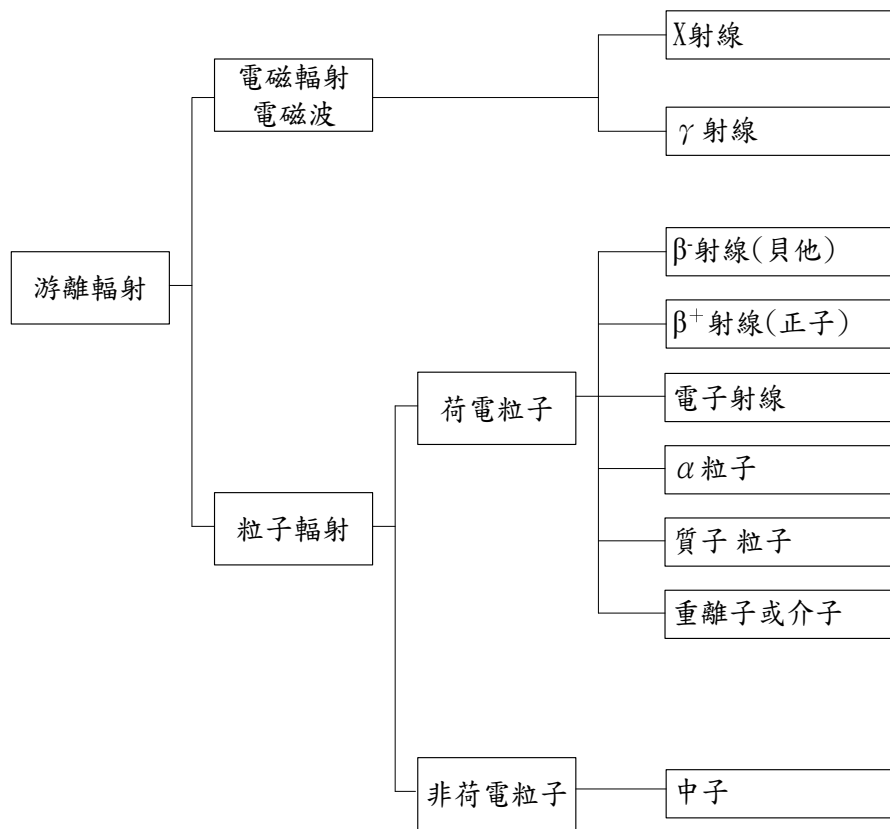 X射線
電磁輻射
電磁波
γ射線
β-射線(貝他)
游離輻射
β+射線(正子)
電子射線
荷電粒子
α粒子
粒子輻射
質子 粒子
重離子或介子
非荷電粒子
中子